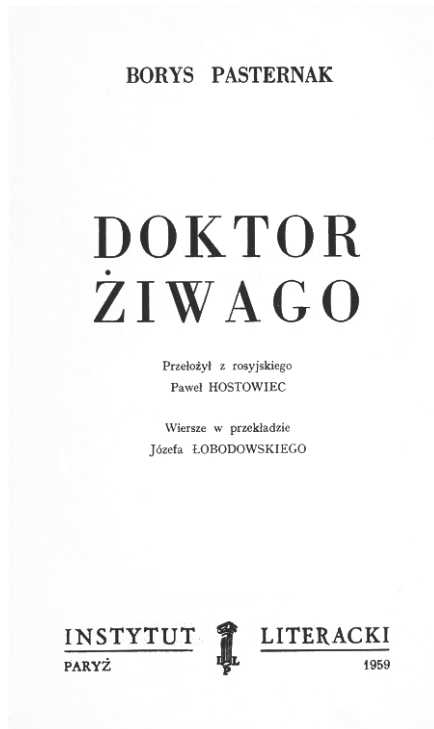 BORYS PASTERNAK
DOKTOR
ŻIWAGO
Przełożył z rosyjskiego
Paweł HOSTOWIEC
Wiersze w przekładzie
Józefa ŁOBODOWSKIEGO
INSTYTUT LITERACKI
I L
P
PARYŻ 1959